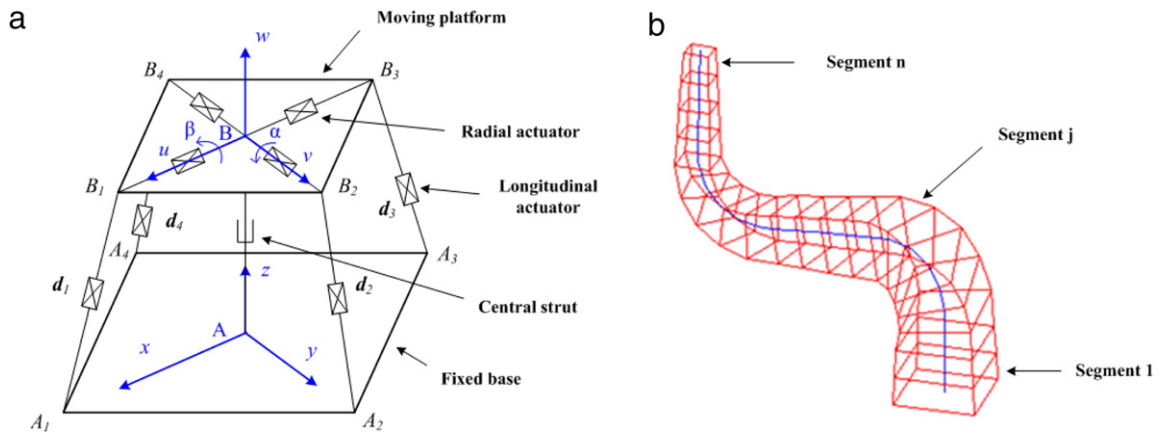 a
Moving platform
w
B4
B3
Radial actuator
β
B
α
u
v
B1
B2
Longitudinal
actuator
d3
d4
A4
A3
z
d1
d2
Central strut
A
x
y
Fixed base
A1
A2
b
Segment n
Segment j
Segment 1